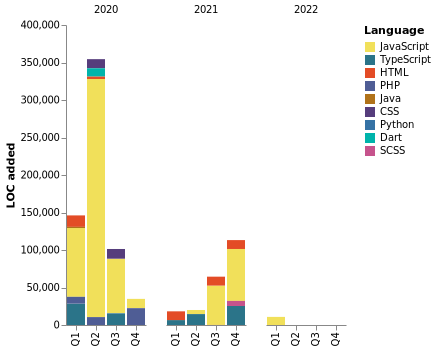 2020 2021 2022
LOC added
400,000
350,000
300,000
250,000
200,000
150,000
100,000
50,000
0
Q1 Q2 Q3 Q4 Q1 Q2 Q3 Q4 Q1 Q2 Q3 Q4
Language
JavaScript
TypeScript
HTML
PHP
Java
CSS
Python
Dart
SCSS